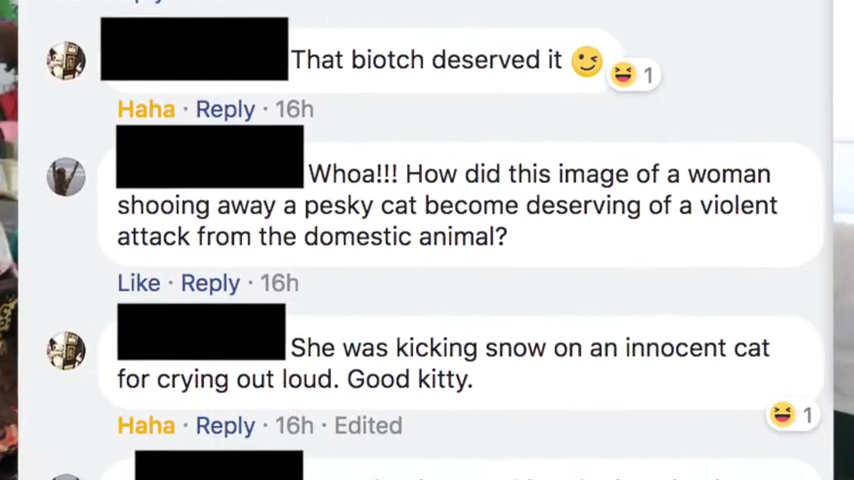 That biotch deserved it 😉
😆 1
Haha · Reply · 16h
Whoa!!! How did this image of a woman
shooing away a pesky cat become deserving of a violent
attack from the domestic animal?
Like · Reply · 16h
She was kicking snow on an innocent cat
for crying out loud. Good kitty.
😆 1
Haha · Reply · 16h · Edited